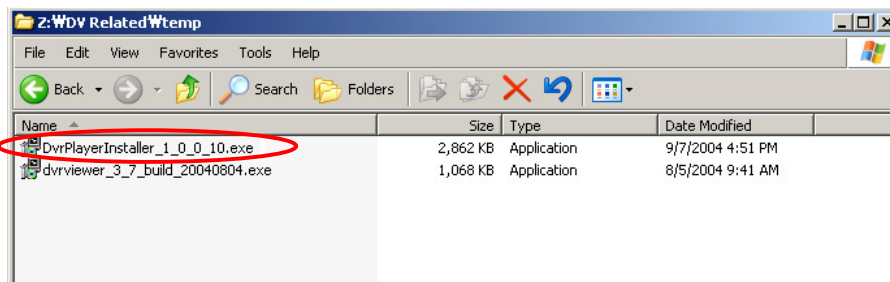 Z:₩DV Related₩temp
File Edit View Favorites Tools Help
Back Search Folders
Name Size Type Date Modified
DvrPlayerInstaller_1_0_0_10.exe 2,862 KB Application 9/7/2004 4:51 PM
dvrviewer_3_7_build_20040804.exe 1,068 KB Application 8/5/2004 9:41 AM